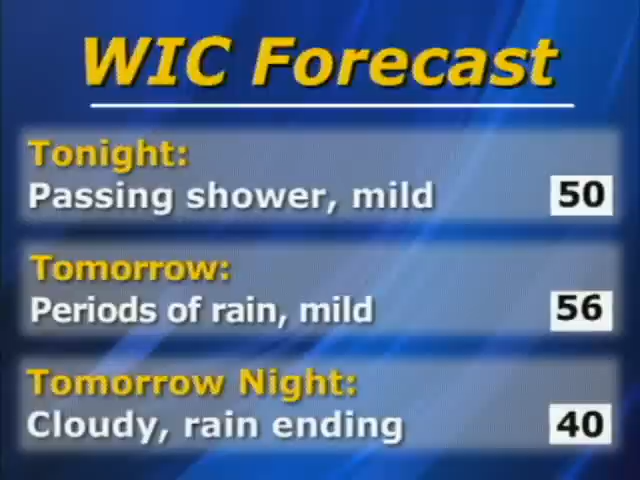 WIC Forecast
Tonight:
Passing shower, mild 50
Tomorrow:
Periods of rain, mild 56
Tomorrow Night:
Cloudy, rain ending 40